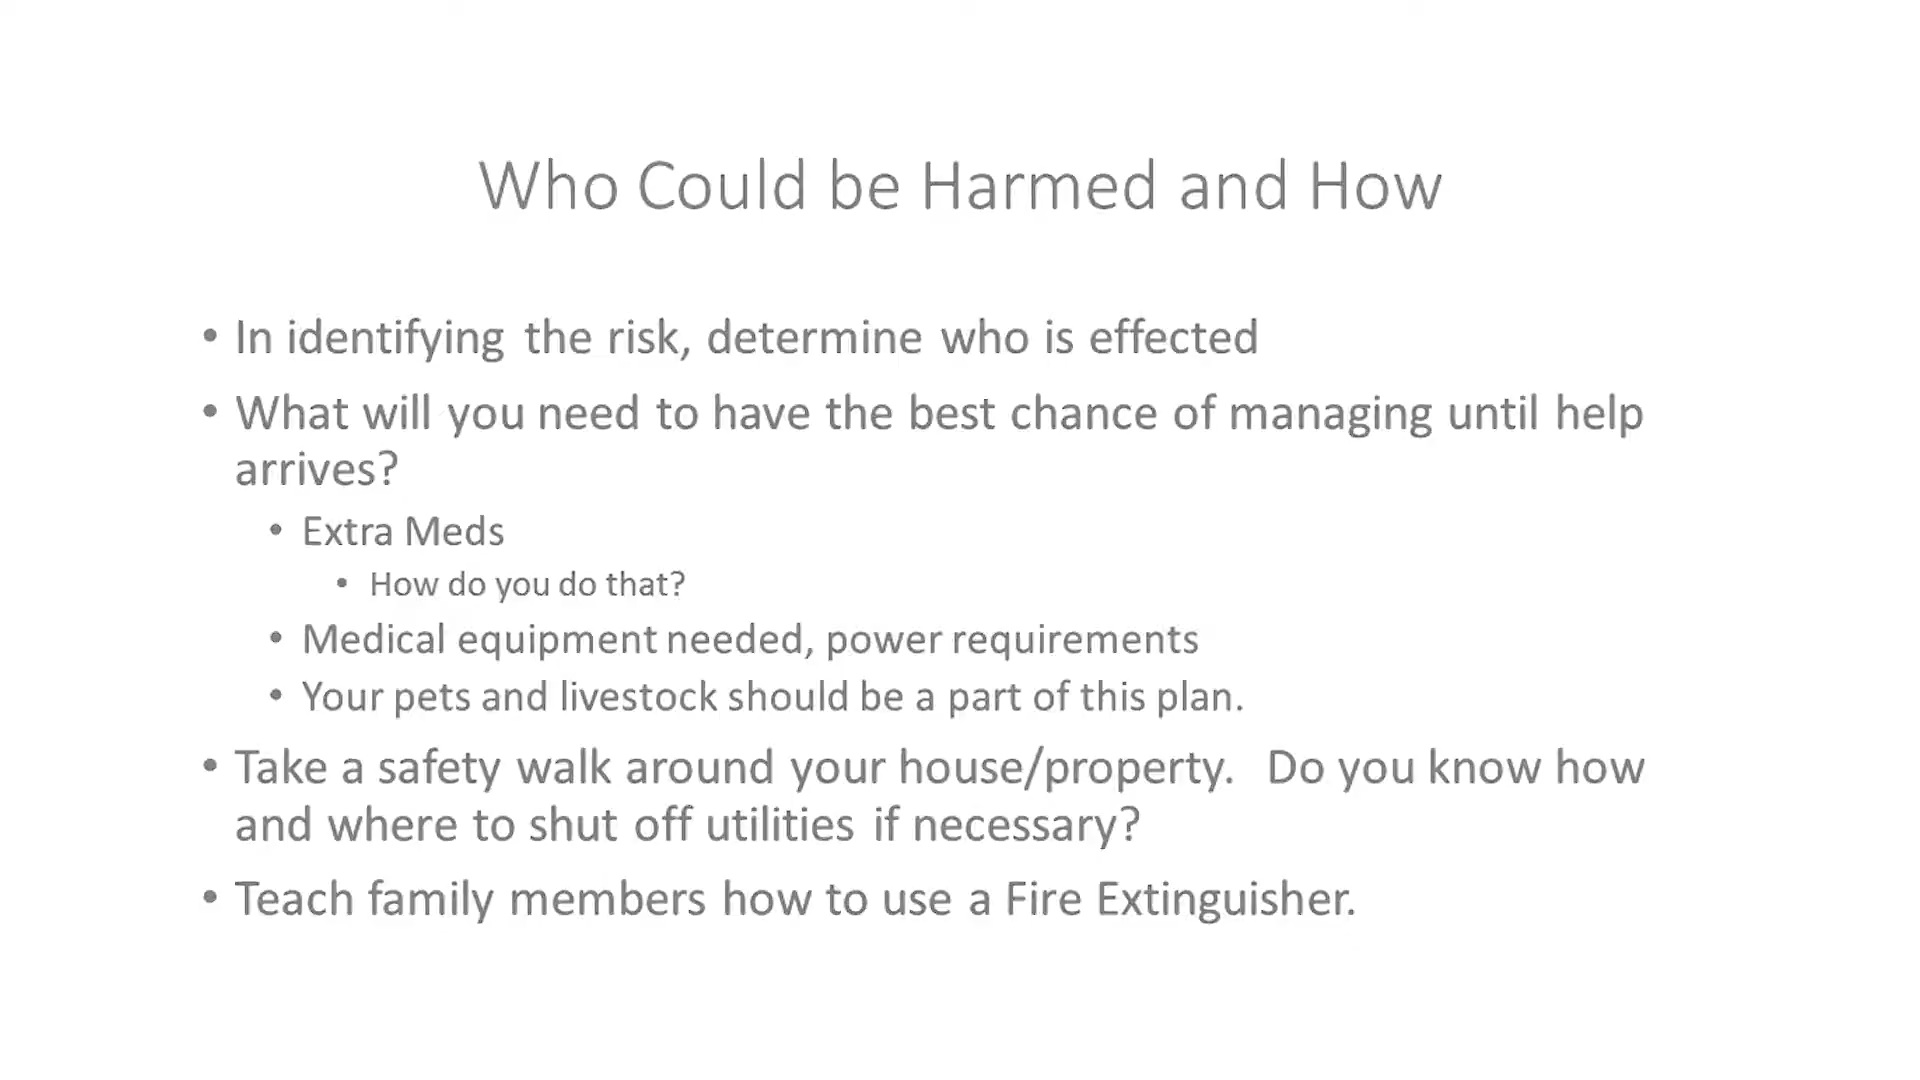 Who Could be Harmed and How
• In identifying the risk, determine who is effected
• What will you need to have the best chance of managing until help
arrives?
• Extra Meds
• How do you do that?
• Medical equipment needed, power requirements
• Your pets and livestock should be a part of this plan.
• Take a safety walk around your house/property. Do you know how
and where to shut off utilities if necessary?
• Teach family members how to use a Fire Extinguisher.